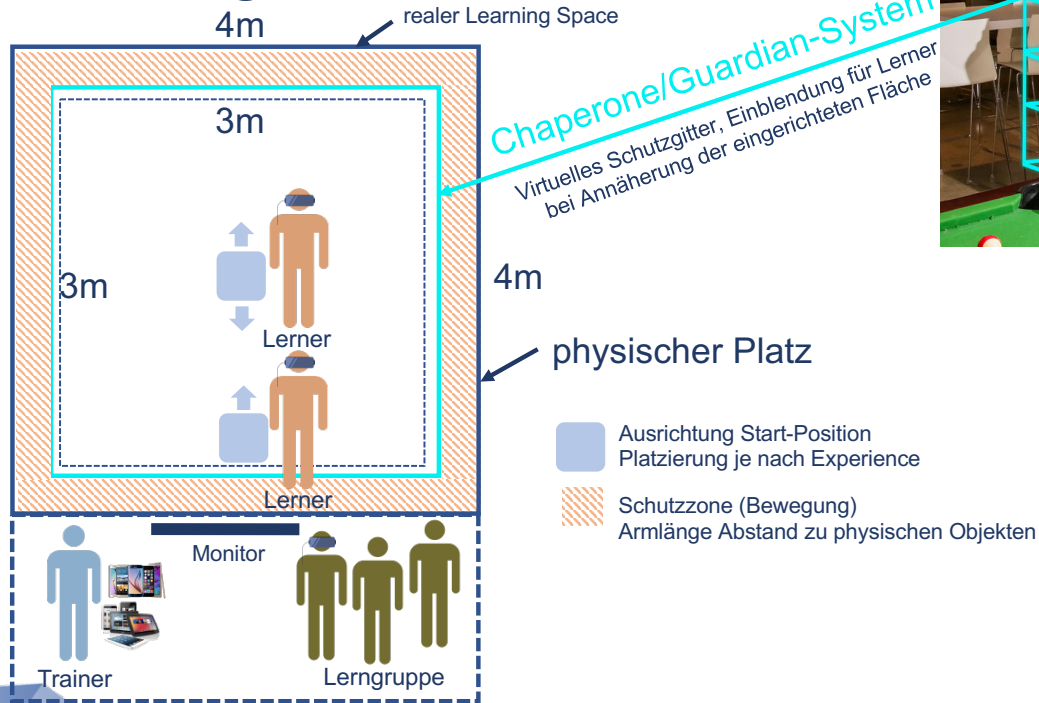 4m
realer Learning Space
Chaperone/Guardian-System
Virtuelles Schutzgitter, Einblendung für Lerner
bei Annäherung der eingerichteten Fläche
3m
3m
4m
Lerner
physischer Platz
Ausrichtung Start-Position
Platzierung je nach Experience
Lerner
Schutzzone (Bewegung)
Armlänge Abstand zu physischen Objekten
Monitor
Trainer
Lerngruppe